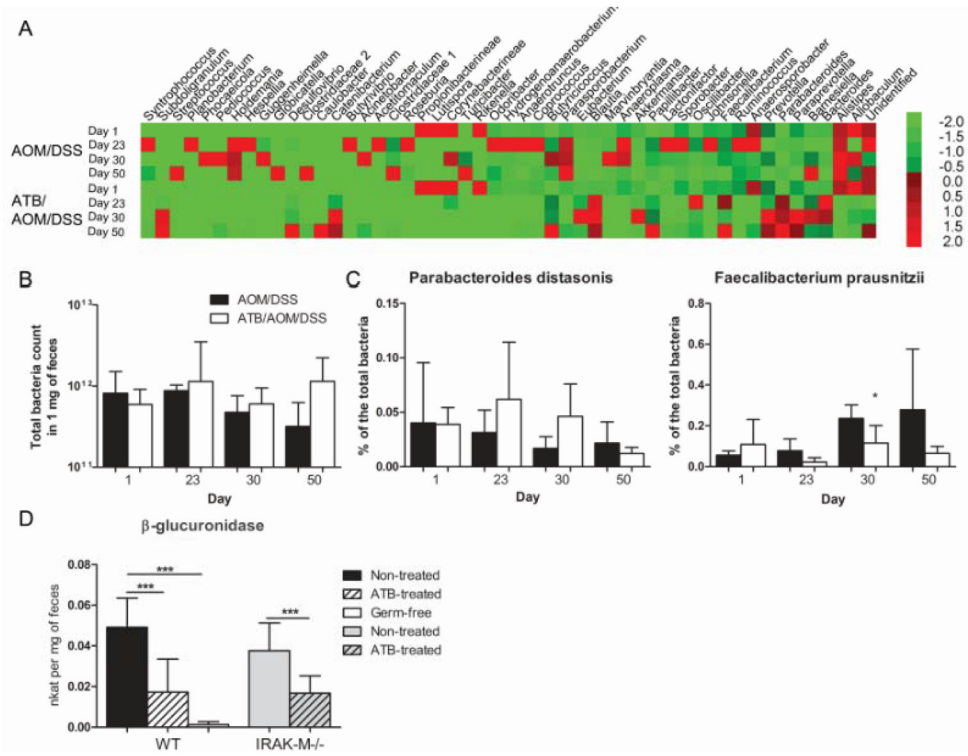 A
Syntrophococcus
Subdoligranulum
Streptococcus
Planobacterium
Pedicoccus
Holdemania
Hespellia
Globicatella
Desulfovibrio
Clostridiaceae 2
Caulobacter
Catenibacterium
Butyrivibrio
Acetomaculum
Clostridiaceae 1
Roseburia
Propionibacterineae
Lutispora
Corynebacterineae
Turicibacter
Rikenella
Odoribacter
Hydrogenoanaerobacterium
Anaerotruncus
Coprococcus
Butyricicoccus
Parasporobacterium
Eubacterium
Blautia
Marvinbryantia
Anaeroplasma
Akkermansia
Papillibacter
Lactonifactor
Sporobacter
Oscillibacter
Johnsonella
Faecalibacterium
Ruminococcus
Anaerosporobacter
Prevotella
Parabacteroides
Paraprevotella
Barnesiella
Bacteroides
Alistipes
Allobaculum
Unidentified
AOM/DSS
Day 1
Day 23
Day 30
Day 50
ATB/
AOM/DSS
Day 1
Day 23
Day 30
Day 50
-2.0
-1.5
-1.0
-0.5
0.0
0.5
1.0
1.5
2.0
B
AOM/DSS
ATB/AOM/DSS
Total bacteria count
in 1 mg of feces
10¹³
10¹²
10¹¹
1
23
30
50
Day
C
Parabacteroides distasonis
% of the total bacteria
0.15
0.10
0.05
0.00
1
23
30
50
Day
Faecalibacterium prausnitzii
% of the total bacteria
0.8
0.6
0.4
0.2
0.0
*
1
23
30
50
Day
D
β-glucuronidase
nkat per mg of feces
0.08
0.06
0.04
0.02
0.00
***
***
***
WT
IRAK-M-/-
Non-treated
ATB-treated
Germ-free
Non-treated
ATB-treated